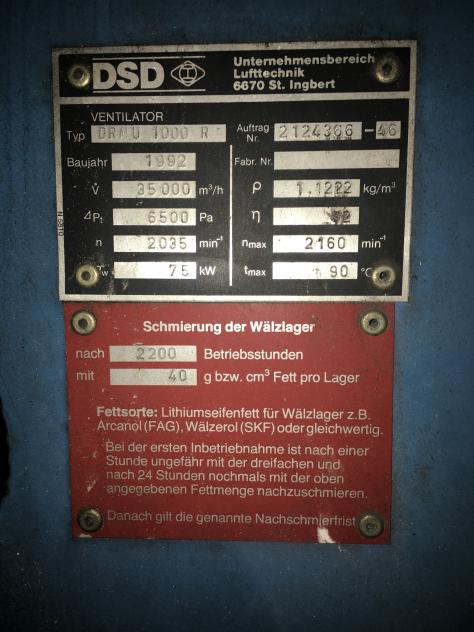 DSD
Unternehmensbereich
Lufttechnik
6670 St. Ingbert
VENTILATOR
Typ DRMU 1000 R
Auftrag Nr. 2124366-46
Baujahr 1992
Fabr. Nr.
V̇ 35000 m³/h
ρ 1.1222 kg/m³
ΔPt 6500 Pa
η
n 2035 min⁻¹
nmax 2160 min⁻¹
Pw 75 kW
tmax 90 °C
Schmierung der Wälzlager
nach 2200 Betriebsstunden
mit 40 g bzw. cm³ Fett pro Lager
Fettsorte: Lithiumseifenfett für Wälzlager z.B.
Arcanol (FAG), Wälzerol (SKF) oder gleichwertig.
Bei der ersten Inbetriebnahme ist nach einer
Stunde ungefähr mit der dreifachen und
nach 24 Stunden nochmals mit der oben
angegebenen Fettmenge nachzuschmieren.
Danach gilt die genannte Nachschmierfrist